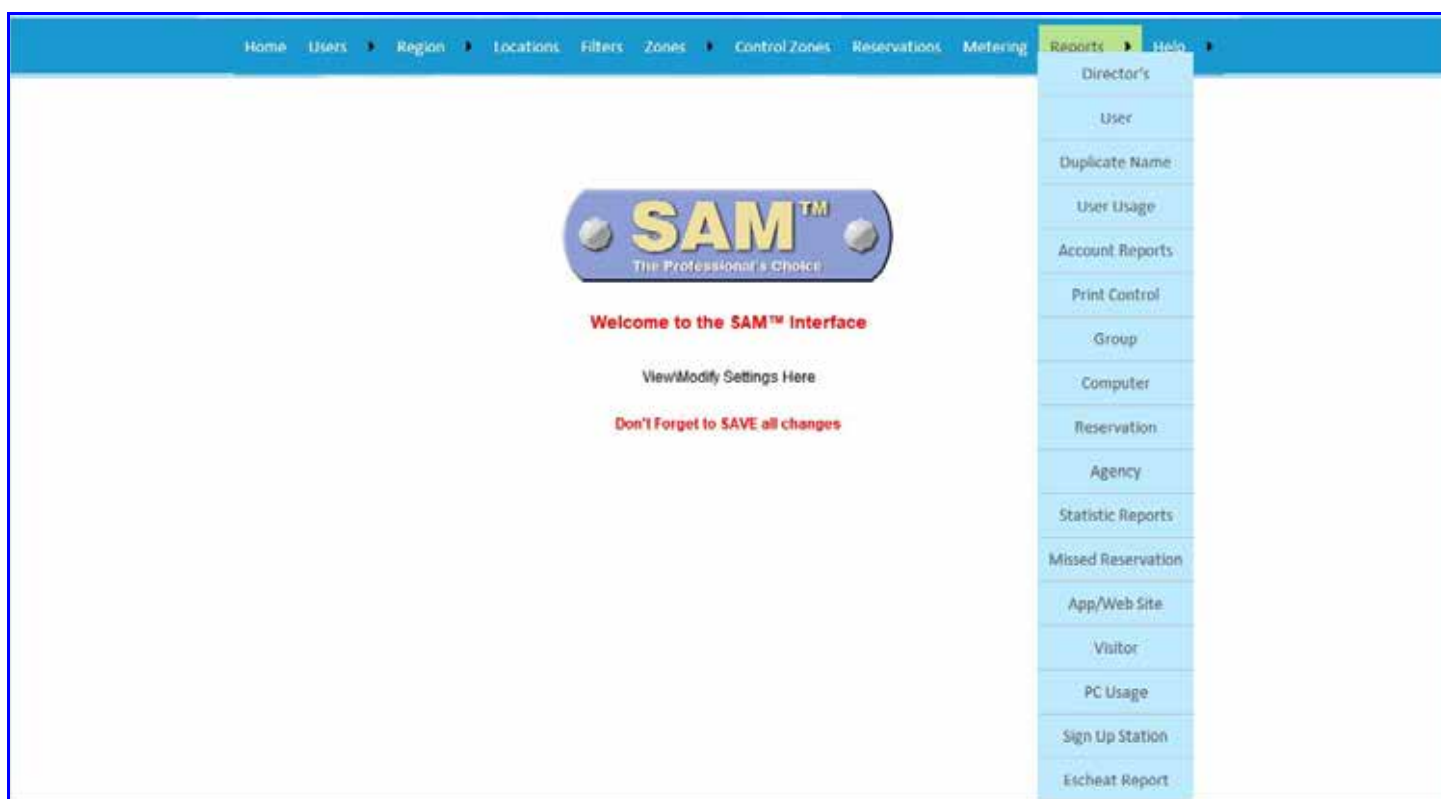 Home Users Region Locations Filters Zones Control Zones Reservations Metering Reports Help
Director's
User
Duplicate Name
User Usage
Account Reports
Print Control
Group
Computer
Reservation
Agency
Statistic Reports
Missed Reservation
App/Web Site
Visitor
PC Usage
Sign Up Station
Escheat Report
SAM™
The Professional's Choice
Welcome to the SAM™ Interface
View\Modify Settings Here
Don't Forget to SAVE all changes